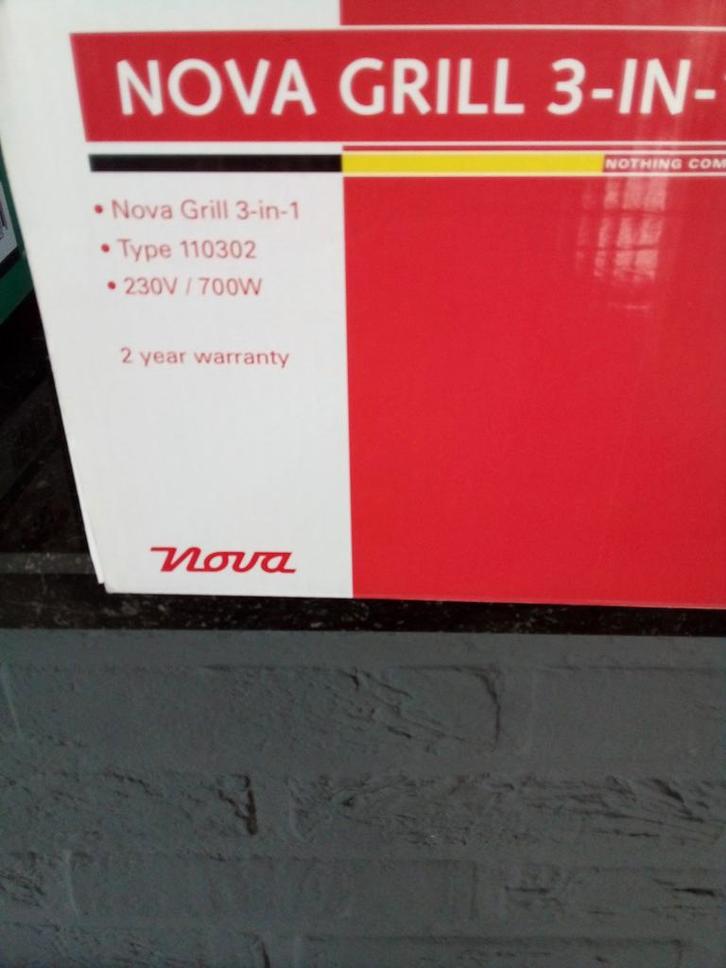 NOVA GRILL 3-IN-
NOTHING COM
• Nova Grill 3-in-1
• Type 110302
• 230V / 700W
2 year warranty
Nova